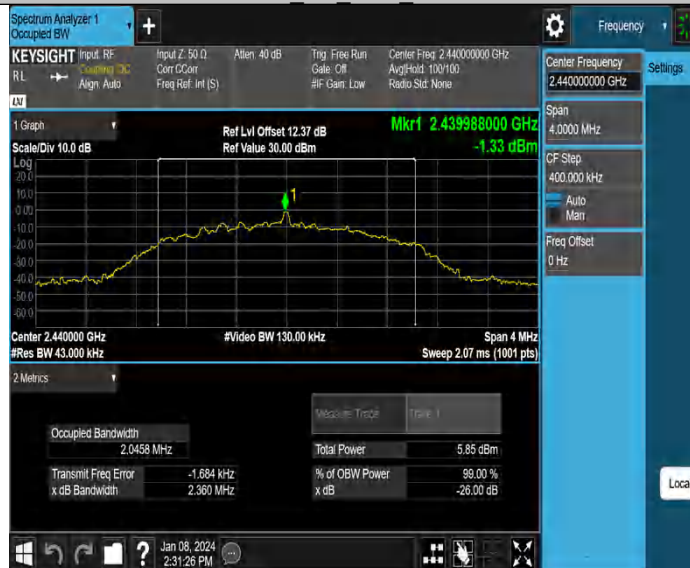 Spectrum Analyzer 1
Occupied BW
Frequency
KEYSIGHT
Input: RF
Coupling: DC
Align: Auto
Input Z: 50 Ω
Corr CCorr
Freq Ref: Int (S)
Atten: 40 dB
Trig: Free Run
Gate: Off
#IF Gain: Low
Center Freq: 2.440000000 GHz
Avg|Hold: 100/100
Radio Std: None
RL
LXI
Center Frequency
2.440000000 GHz
Settings
Span
4.0000 MHz
CF Step
400.000 kHz
Auto
Man
Freq Offset
0 Hz
1 Graph
Scale/Div 10.0 dB
Ref Lvl Offset 12.37 dB
Ref Value 30.00 dBm
Mkr1 2.439988000 GHz
-1.33 dBm
Log
20.0
10.0
0.00
-10.0
-20.0
-30.0
-40.0
-50.0
-60.0
1
Center 2.440000 GHz
#Res BW 43.000 kHz
#Video BW 130.00 kHz
Span 4 MHz
Sweep 2.07 ms (1001 pts)
2 Metrics
Measure Trace
Trace 1
Occupied Bandwidth
2.0458 MHz
Total Power
5.85 dBm
Transmit Freq Error
-1.684 kHz
% of OBW Power
99.00 %
x dB Bandwidth
2.360 MHz
x dB
-26.00 dB
Loca
?
Jan 08, 2024
2:31:26 PM